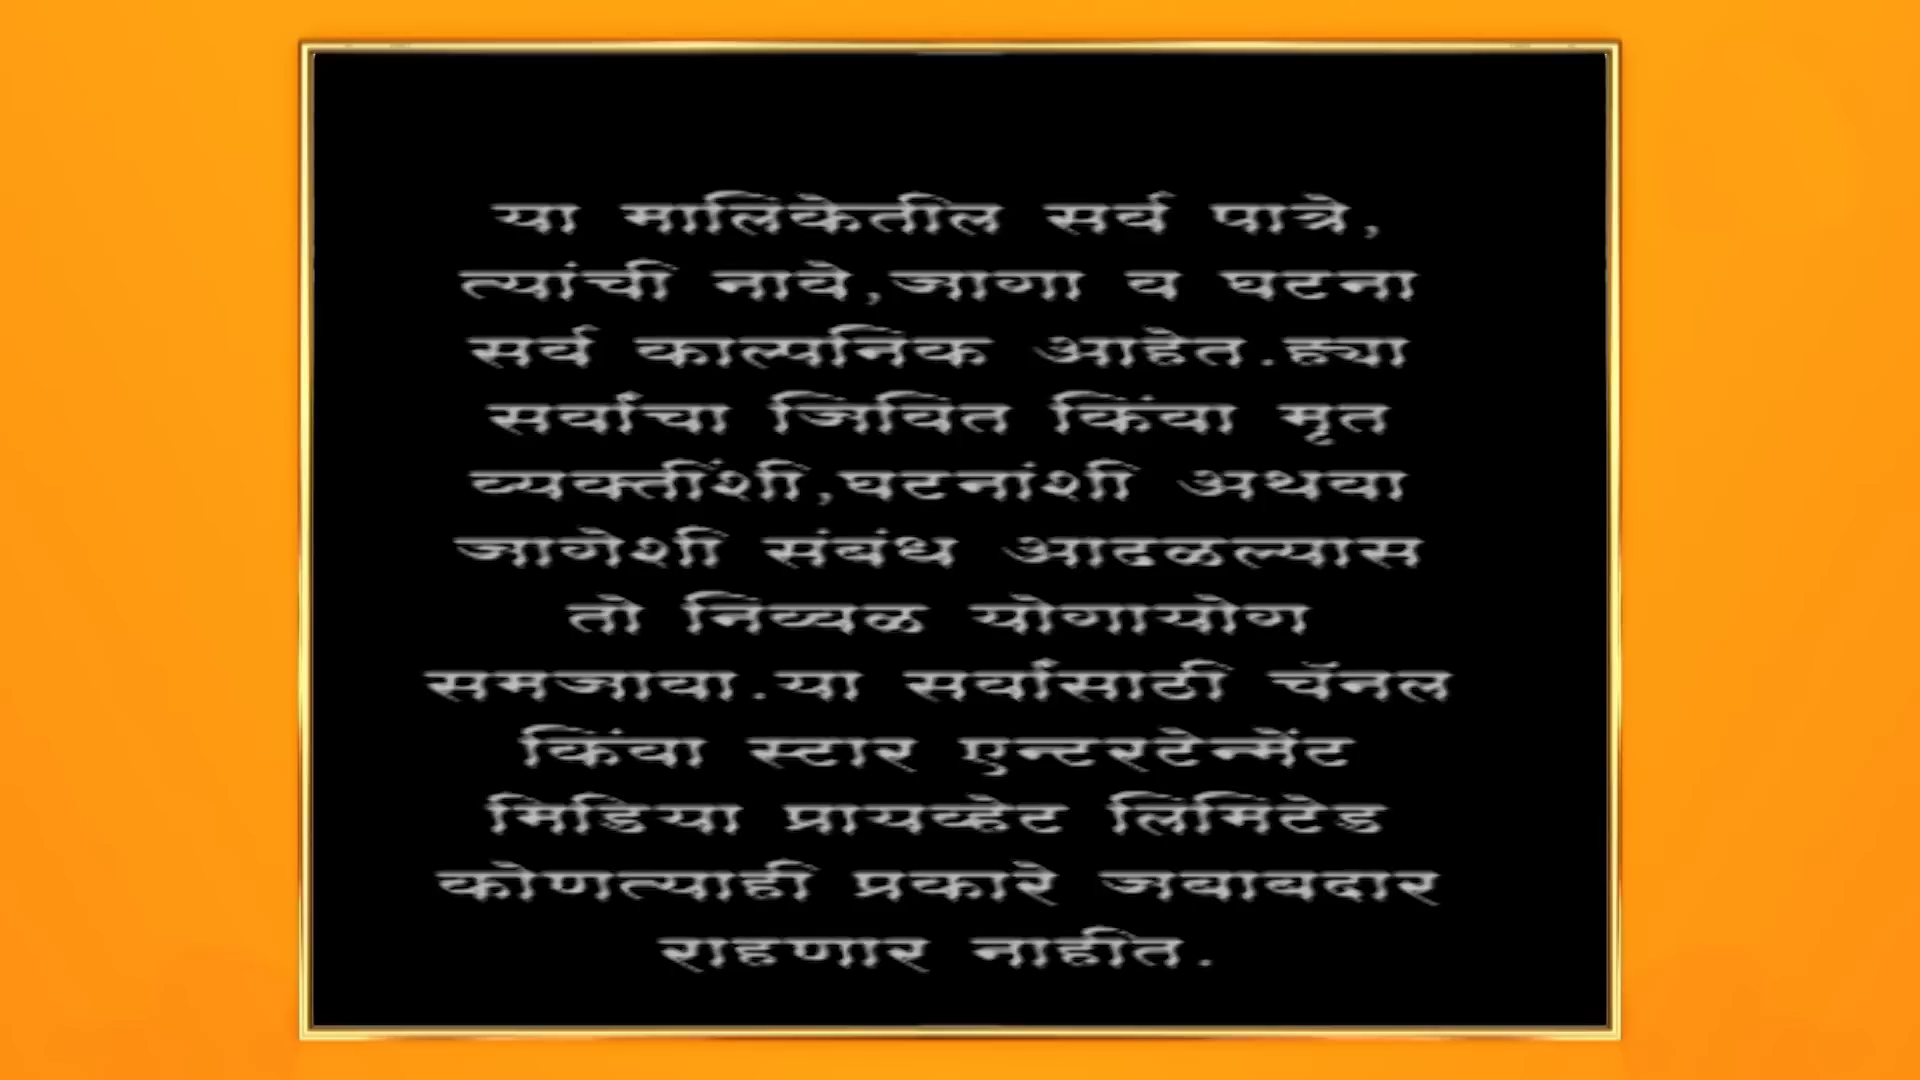 या मालिकेतील सर्व पात्रे,
त्यांची नावे,जागा व घटना
सर्व काल्पनिक आहेत.ह्या
सर्वांचा जिवित किंवा मृत
व्यक्तींशी,घटनांशी अथवा
जागेशी संबंध आढळल्यास
तो निव्वळ योगायोग
समजावा.या सर्वांसाठी चॅनल
किंवा स्टार एन्टरटेन्मेंट
मिडिया प्रायव्हेट लिमिटेड
कोणत्याही प्रकारे जबाबदार
राहणार नाहीत.